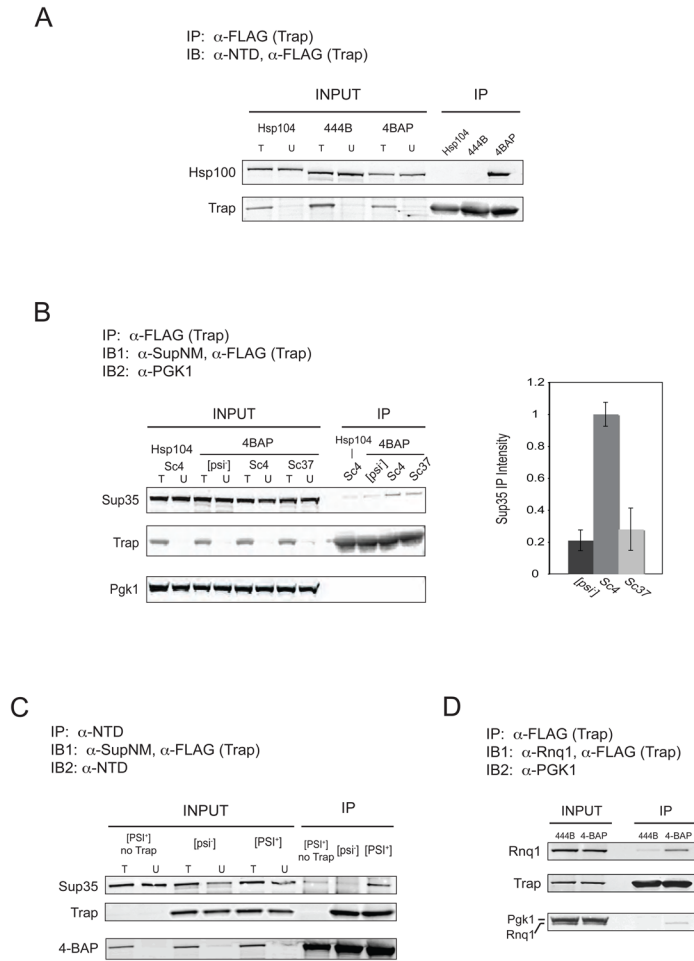 A
IP: α-FLAG (Trap)
IB: α-NTD, α-FLAG (Trap)
INPUT IP
Hsp104 444B 4BAP Hsp104 444B 4BAP
T U T U T U
Hsp100
Trap
B
IP: α-FLAG (Trap)
IB1: α-SupNM, α-FLAG (Trap)
IB2: α-PGK1
INPUT IP
Hsp104 4BAP Hsp104 4BAP
Sc4 [psi-] Sc4 Sc37 Sc4 [psi-] Sc4 Sc37
T U T U T U T U
Sup35
Trap
Pgk1
Sup35 IP Intensity
1.2
1
0.8
0.6
0.4
0.2
0
[psi-] Sc4 Sc37
C
IP: α-NTD
IB1: α-SupNM, α-FLAG (Trap)
IB2: α-NTD
INPUT IP
[PSI+] no Trap [psi-] [PSI+] [PSI+] no Trap [psi-] [PSI+]
T U T U T U
Sup35
Trap
4-BAP
D
IP: α-FLAG (Trap)
IB1: α-Rnq1, α-FLAG (Trap)
IB2: α-PGK1
INPUT IP
444B 4-BAP 444B 4-BAP
Rnq1
Trap
Pgk1
Rnq1